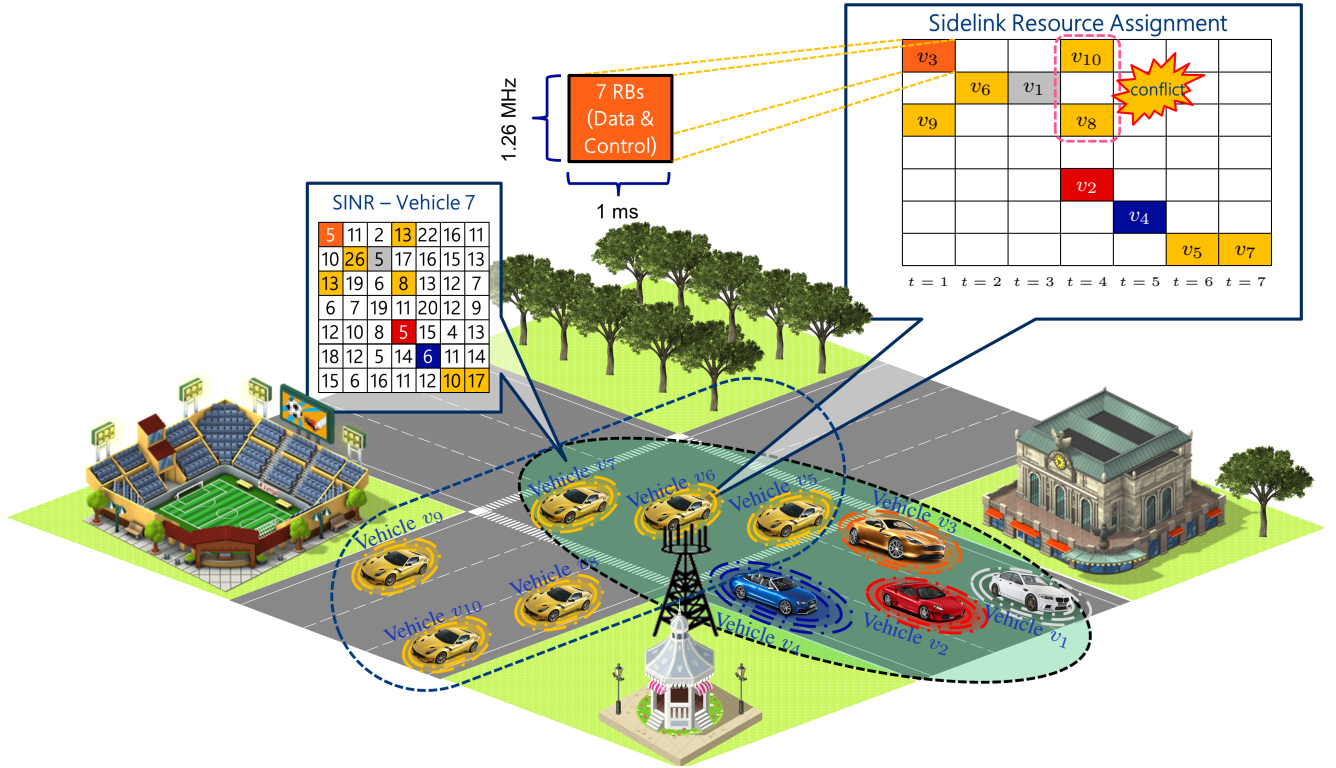 Sidelink Resource Assignment
v3 v10
v6 v1 conflict
v9 v8
v2
v4
v5 v7
t = 1 t = 2 t = 3 t = 4 t = 5 t = 6 t = 7
1.26 MHz
7 RBs
(Data &
Control)
1 ms
SINR – Vehicle 7
5 11 2 13 22 16 11
10 26 5 17 16 15 13
13 19 6 8 13 12 7
6 7 19 11 20 12 9
12 10 8 5 15 4 13
18 12 5 14 6 11 14
15 6 16 11 12 10 17
Vehicle v7
Vehicle v6
Vehicle v5
Vehicle v3
Vehicle v9
Vehicle v8
Vehicle v10
Vehicle v4
Vehicle v2
Vehicle v1